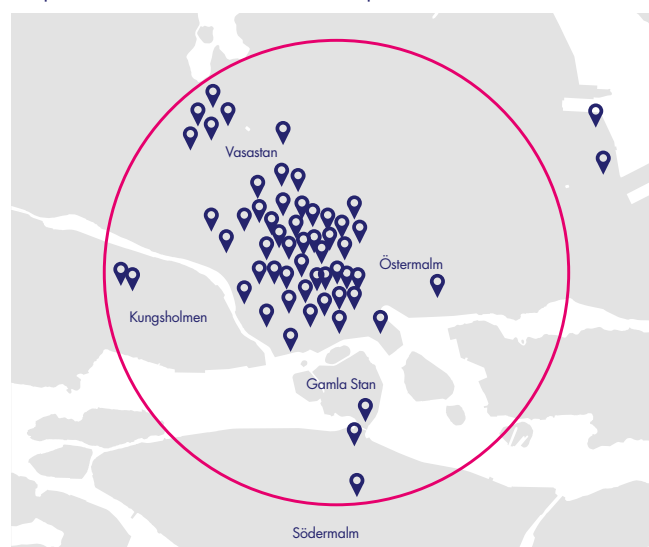 Vasastan
Östermalm
Kungsholmen
Gamla Stan
Södermalm